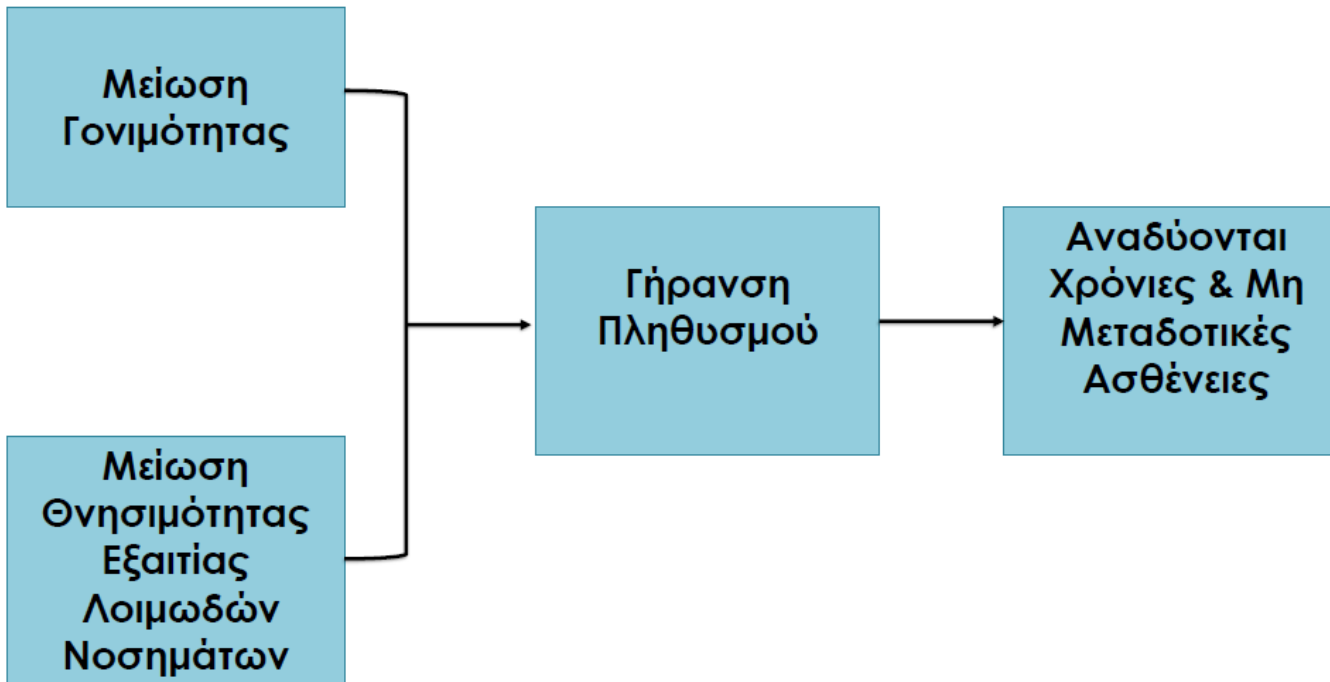 Μείωση
Γονιμότητας
Μείωση
Θνησιμότητας
Εξαιτίας
Λοιμωδών
Νοσημάτων
Γήρανση
Πληθυσμού
Αναδύονται
Χρόνιες & Μη
Μεταδοτικές
Ασθένειες